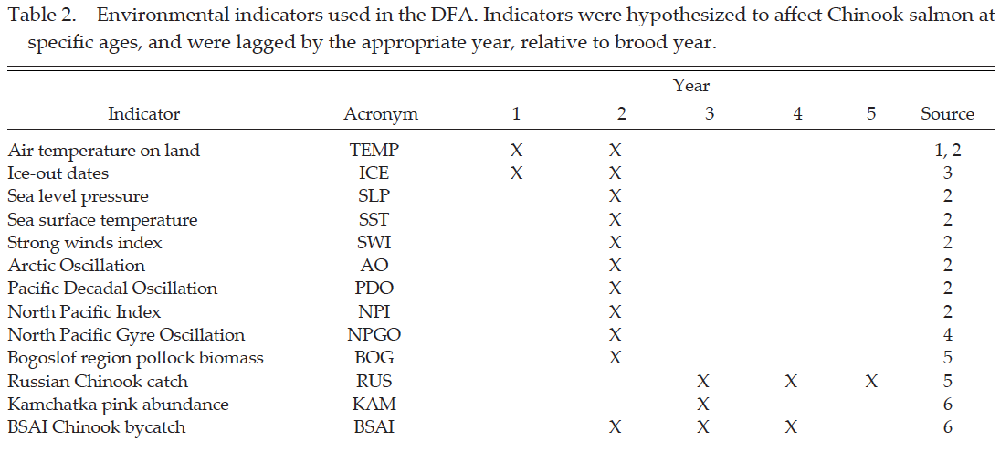 Table 2. Environmental indicators used in the DFA. Indicators were hypothesized to affect Chinook salmon at
specific ages, and were lagged by the appropriate year, relative to brood year.
Year
Indicator Acronym 1 2 3 4 5 Source
Air temperature on land TEMP X X 1, 2
Ice-out dates ICE X X 3
Sea level pressure SLP X 2
Sea surface temperature SST X 2
Strong winds index SWI X 2
Arctic Oscillation AO X 2
Pacific Decadal Oscillation PDO X 2
North Pacific Index NPI X 2
North Pacific Gyre Oscillation NPGO X 4
Bogoslof region pollock biomass BOG X 5
Russian Chinook catch RUS X X X 5
Kamchatka pink abundance KAM X 6
BSAI Chinook bycatch BSAI X X X 6